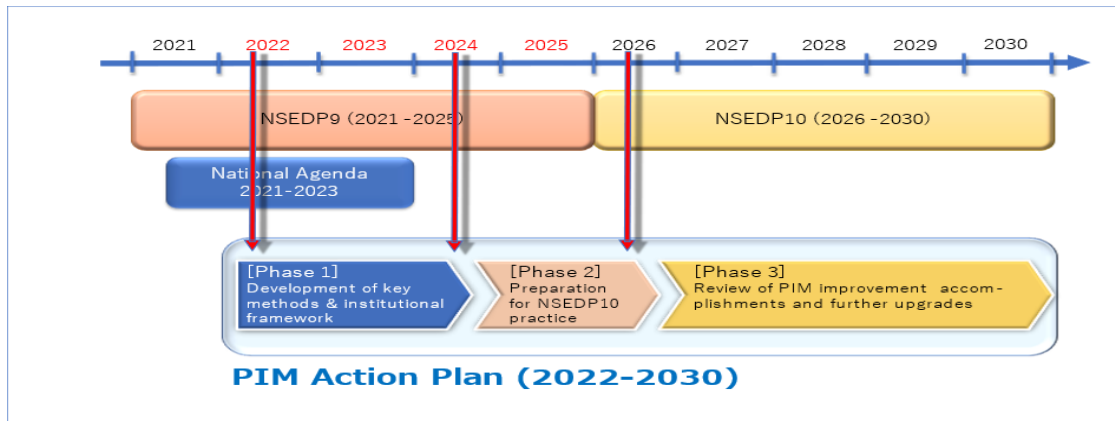 2021 2022 2023 2024 2025 2026 2027 2028 2029 2030
NSEDP9 (2021 -2025)
NSEDP10 (2026 -2030)
National Agenda
2021-2023
[Phase 1]
Development of key
methods & institutional
framework
[Phase 2]
Preparation
for NSEDP10
practice
[Phase 3]
Review of PIM improvement accom-
plishments and further upgrades
PIM Action Plan (2022-2030)